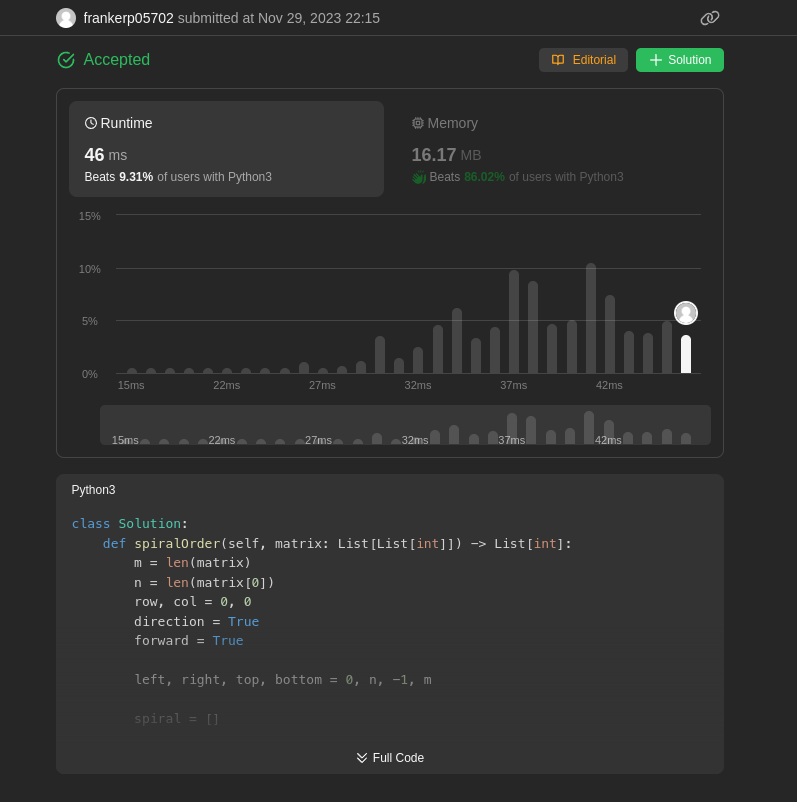 frankerp05702 submitted at Nov 29, 2023 22:15
Accepted
Editorial
Solution
Runtime
46 ms
Beats 9.31% of users with Python3
Memory
16.17 MB
Beats 86.02% of users with Python3
15%
10%
5%
0%
15ms 22ms 27ms 32ms 37ms 42ms
15ms 22ms 27ms 32ms 37ms 42ms
Python3
class Solution:
    def spiralOrder(self, matrix: List[List[int]]) -> List[int]:
        m = len(matrix)
        n = len(matrix[0])
        row, col = 0, 0
        direction = True
        forward = True
        left, right, top, bottom = 0, n, -1, m
        spiral = []
Full Code